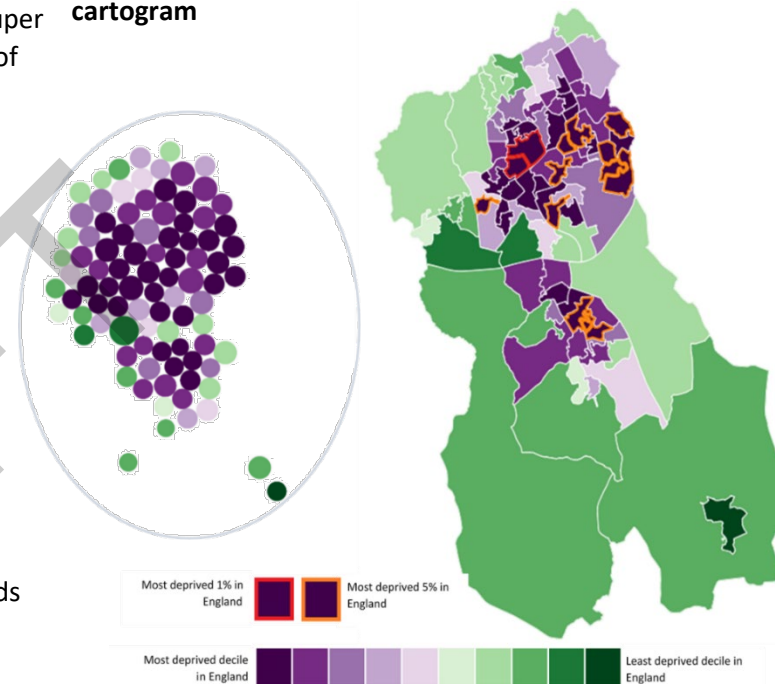 uper
cartogram
of
ds
Most deprived 1% in
England
Most deprived 5% in
England
Most deprived decile
in England
Least deprived decile in
England